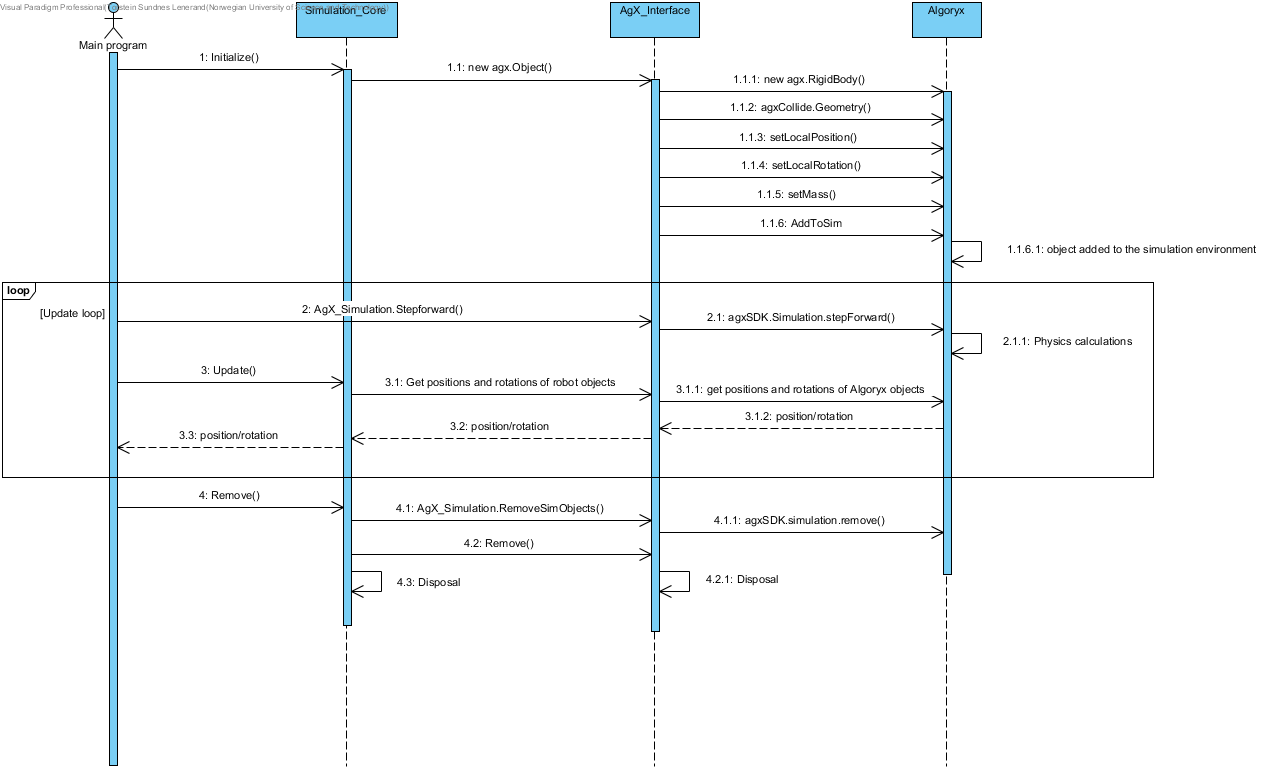 Visual Paradigm Professional( stein Sundnes Lenerand(Norwegian University of
Simulation_Core
AgX_Interface
Algoryx
Main program
1: Initialize()
1.1: new agx.Object()
1.1.1: new agx.RigidBody()
1.1.2: agxCollide.Geometry()
1.1.3: setLocalPosition()
1.1.4: setLocalRotation()
1.1.5: setMass()
1.1.6: AddToSim
1.1.6.1: object added to the simulation environment
loop
[Update loop]
2: AgX_Simulation.Stepforward()
2.1: agxSDK.Simulation.stepForward()
2.1.1: Physics calculations
3: Update()
3.1: Get positions and rotations of robot objects
3.1.1: get positions and rotations of Algoryx objects
3.1.2: position/rotation
3.2: position/rotation
3.3: position/rotation
4: Remove()
4.1: AgX_Simulation.RemoveSimObjects()
4.1.1: agxSDK.simulation.remove()
4.2: Remove()
4.3: Disposal
4.2.1: Disposal